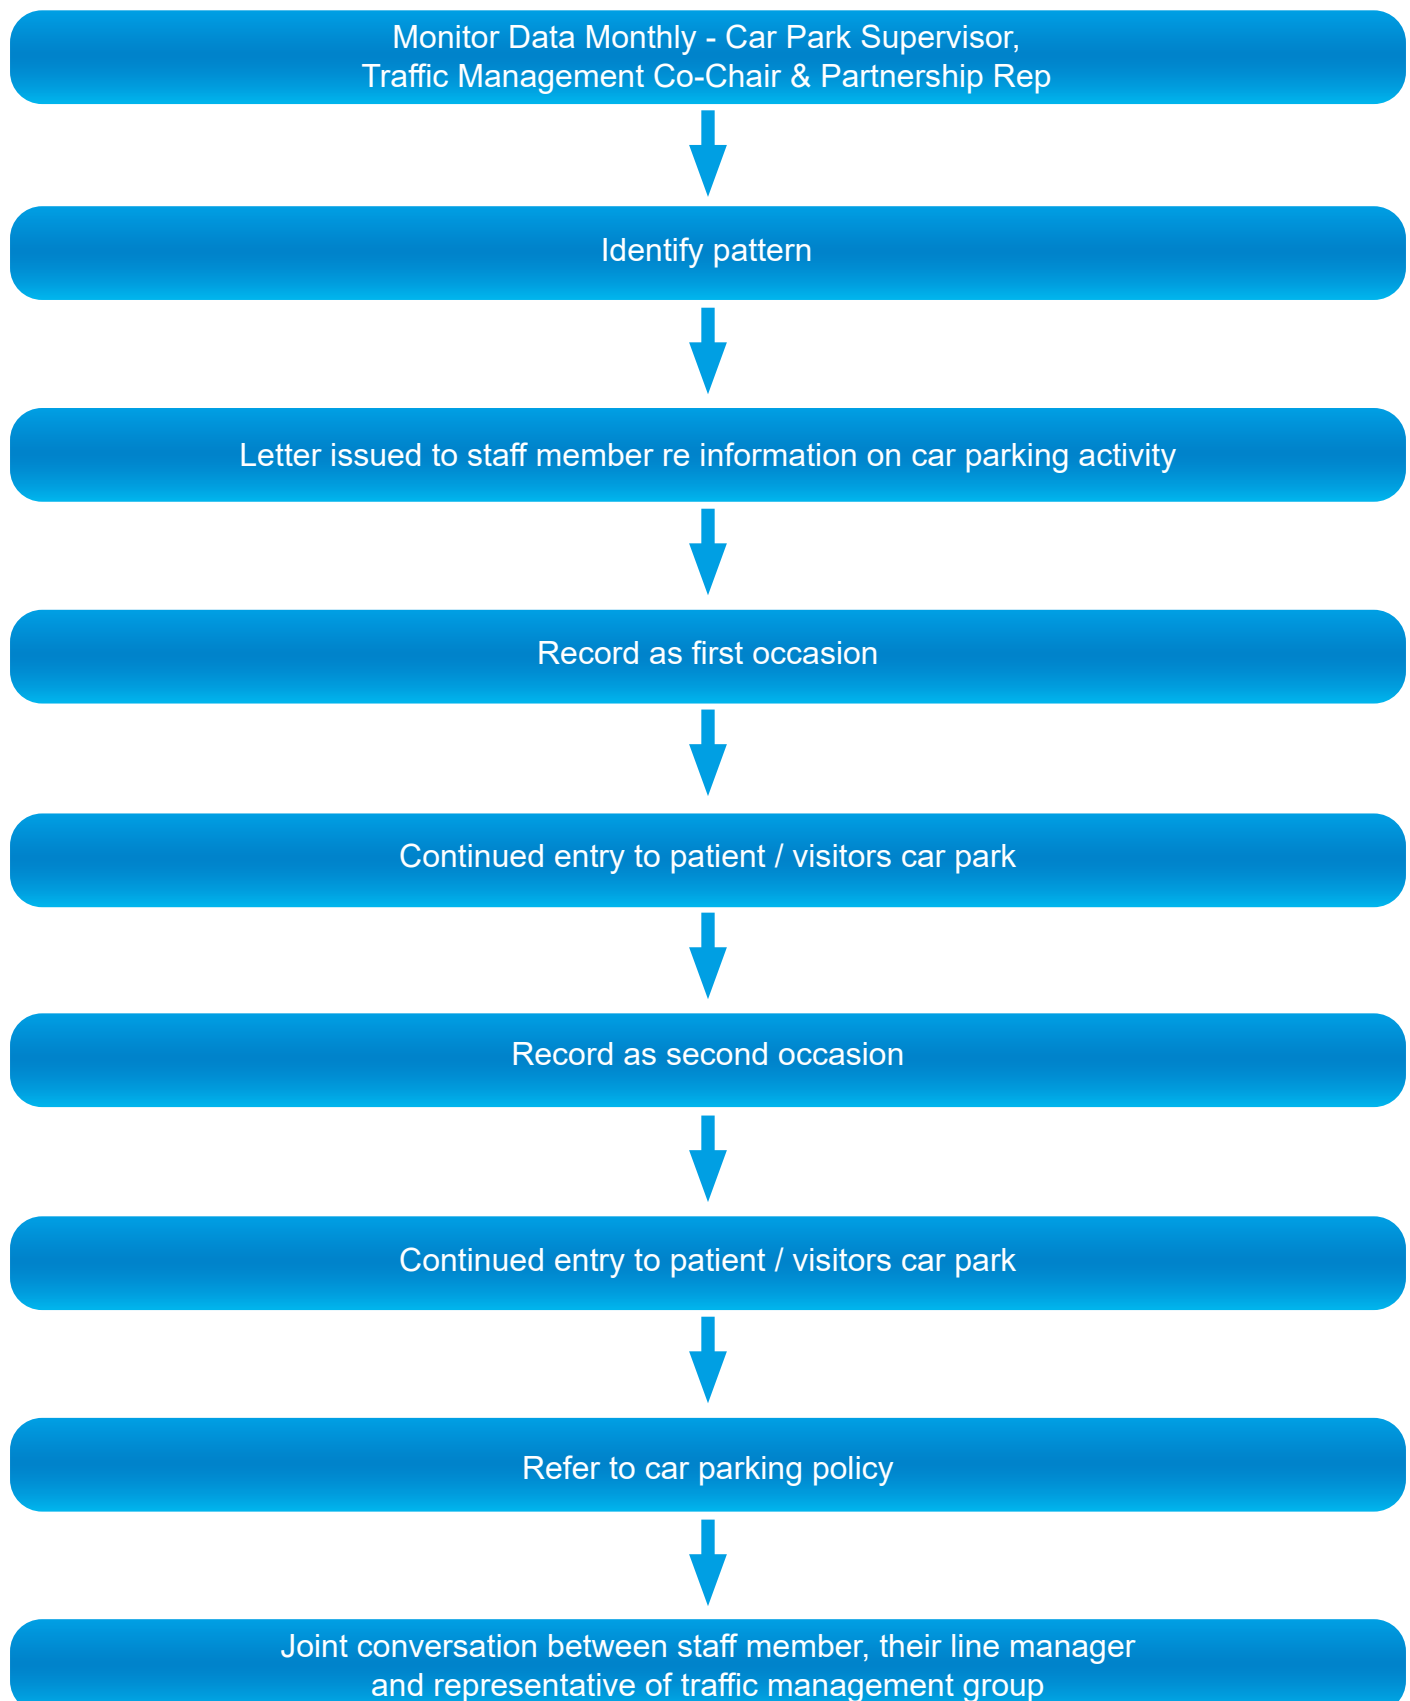 Monitor Data Monthly - Car Park Supervisor,
Traffic Management Co-Chair & Partnership Rep
Identify pattern
Letter issued to staff member re information on car parking activity
Record as first occasion
Continued entry to patient / visitors car park
Record as second occasion
Continued entry to patient / visitors car park
Refer to car parking policy
Joint conversation between staff member, their line manager
and representative of traffic management group